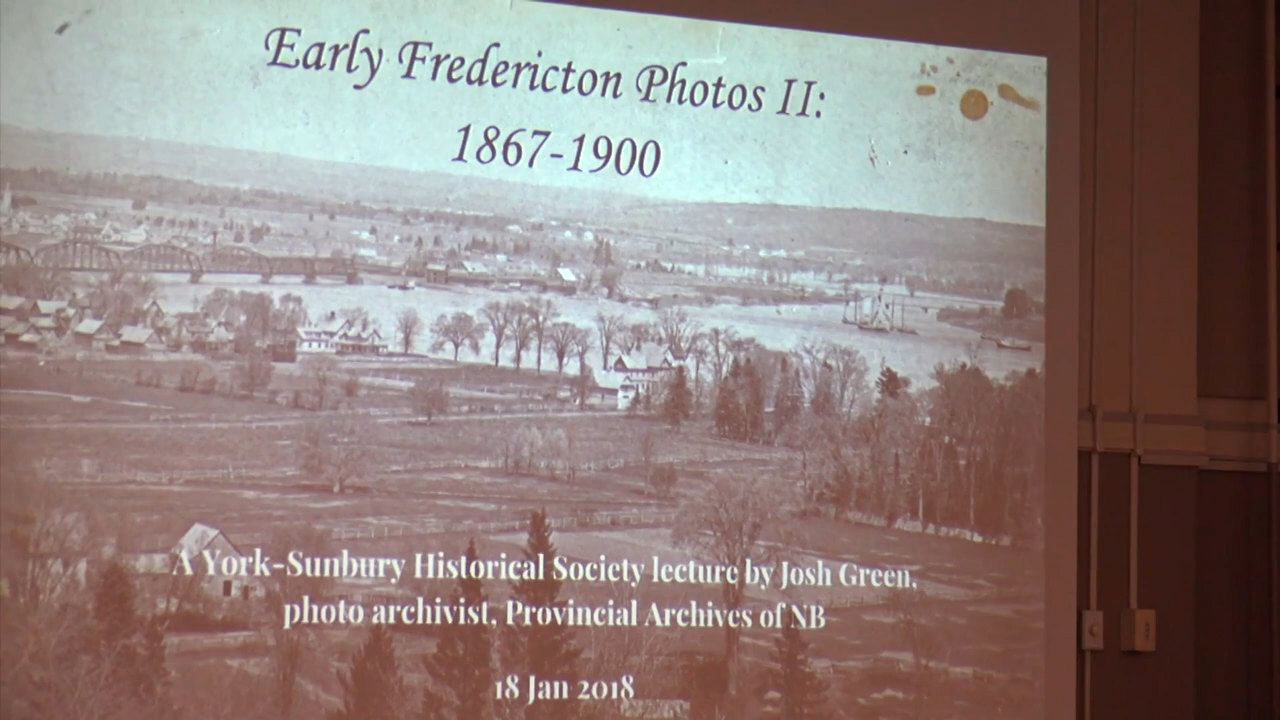 Early Fredericton Photos II:
1867-1900
A York-Sunbury Historical Society lecture by Josh Green,
photo archivist, Provincial Archives of NB
18 Jan 2018